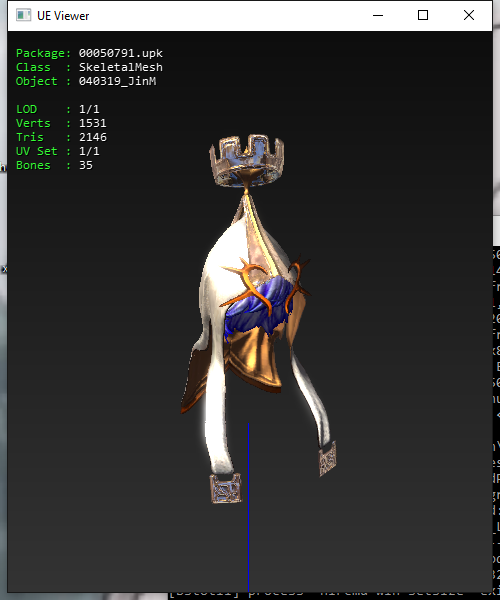 UE Viewer
Package: 00050791.upk
Class  : SkeletalMesh
Object : 040319_JinM
LOD    : 1/1
Verts  : 1531
Tris   : 2146
UV Set : 1/1
Bones  : 35